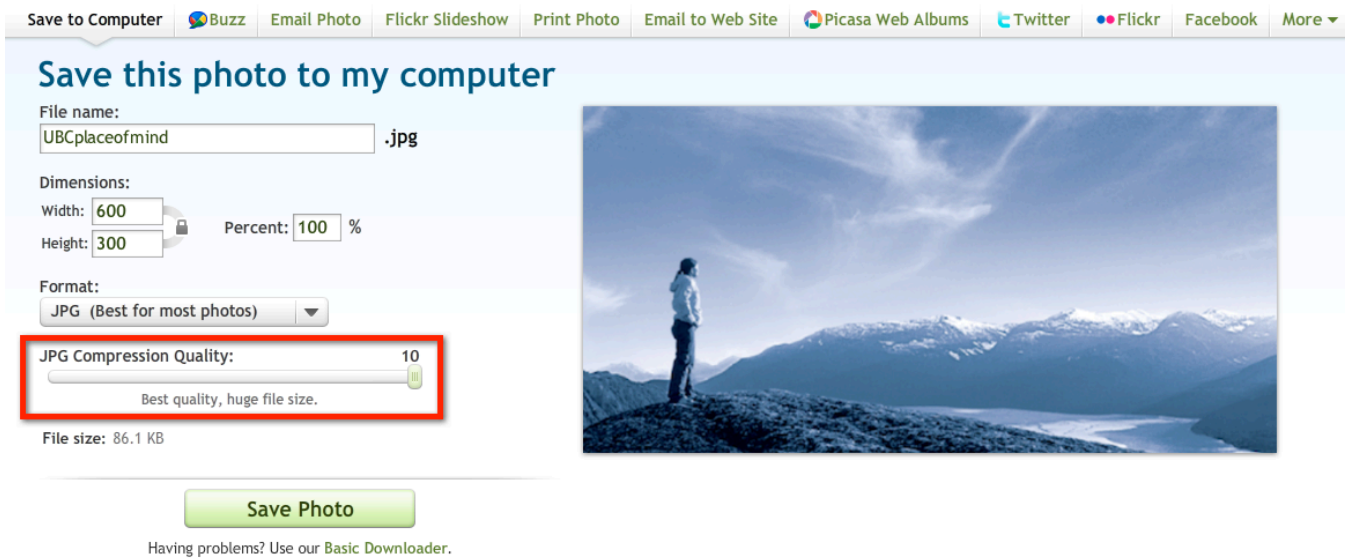 Save to Computer Buzz Email Photo Flickr Slideshow Print Photo Email to Web Site Picasa Web Albums Twitter Flickr Facebook More
Save this photo to my computer
File name:
UBCplaceofmind .jpg
Dimensions:
Width: 600
Percent: 100 %
Height: 300
Format:
JPG (Best for most photos)
JPG Compression Quality: 10
Best quality, huge file size.
File size: 86.1 KB
Save Photo
Having problems? Use our Basic Downloader.